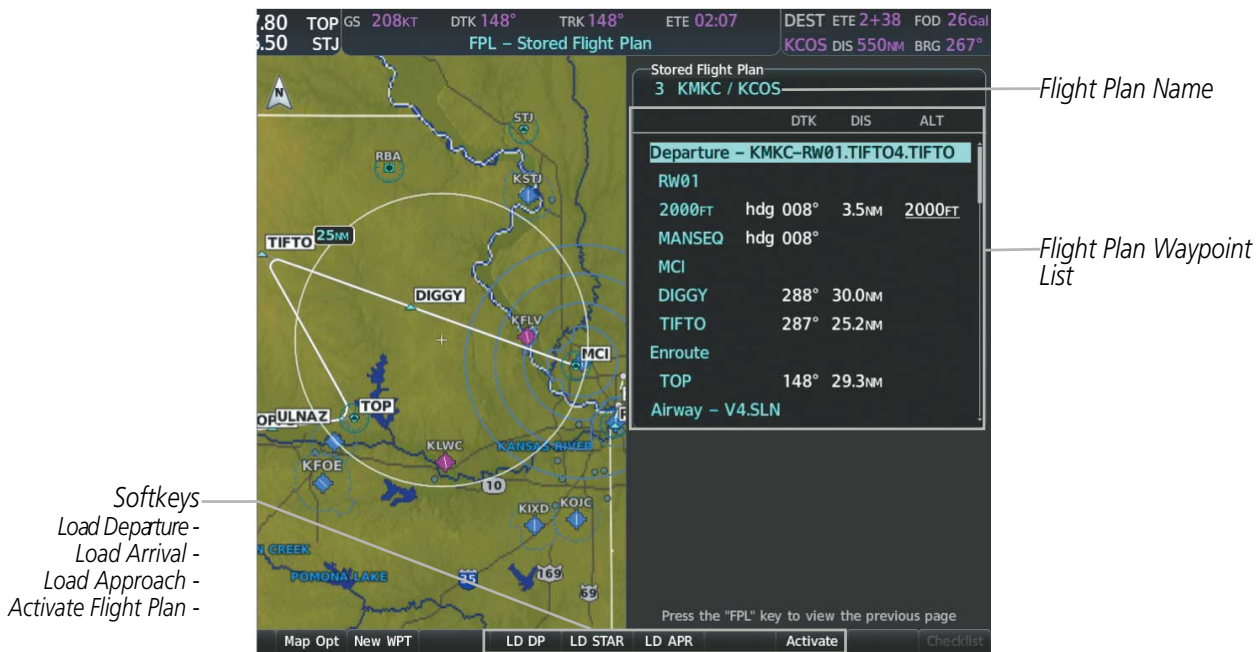 .80 TOP GS 208KT DTK 148° TRK 148° ETE 02:07 DEST ETE 2+38 FOD 26Gal
.50 STJ FPL – Stored Flight Plan KCOS DIS 550NM BRG 267°
Stored Flight Plan
3 KMKC / KCOS
Flight Plan Name
DTK DIS ALT
Departure – KMKC–RW01.TIFTO4.TIFTO
RW01
2000FT hdg 008° 3.5NM 2000FT
MANSEQ hdg 008°
MCI
DIGGY 288° 30.0NM
TIFTO 287° 25.2NM
Enroute
TOP 148° 29.3NM
Airway – V4.SLN
Flight Plan Waypoint
List
N
STJ
RBA
KSTJ
TIFTO
25NM
DIGGY
KFLV
MCI
ULNAZ
TOP
KLWC
KANSAS RIVER
KFOE
10
KIXD
KOJC
N CREEK
POMONA LAKE
35
169
69
Softkeys
Load Departure -
Load Arrival -
Load Approach -
Activate Flight Plan -
Press the "FPL" key to view the previous page
Map Opt New WPT LD DP LD STAR LD APR Activate Checklist